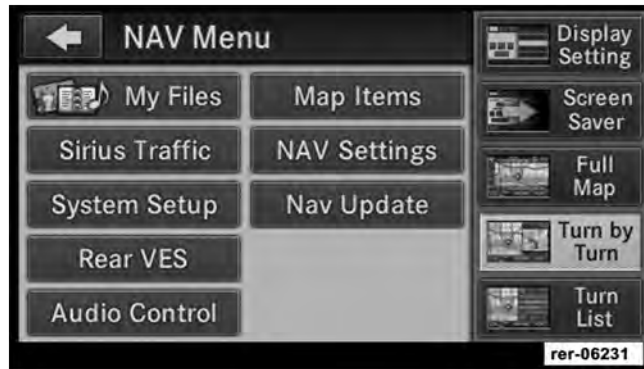 NAV Menu
My Files
Map Items
Sirius Traffic
NAV Settings
System Setup
Nav Update
Rear VES
Audio Control
Display
Setting
Screen
Saver
Full
Map
Turn by
Turn
Turn
List
rer-06231